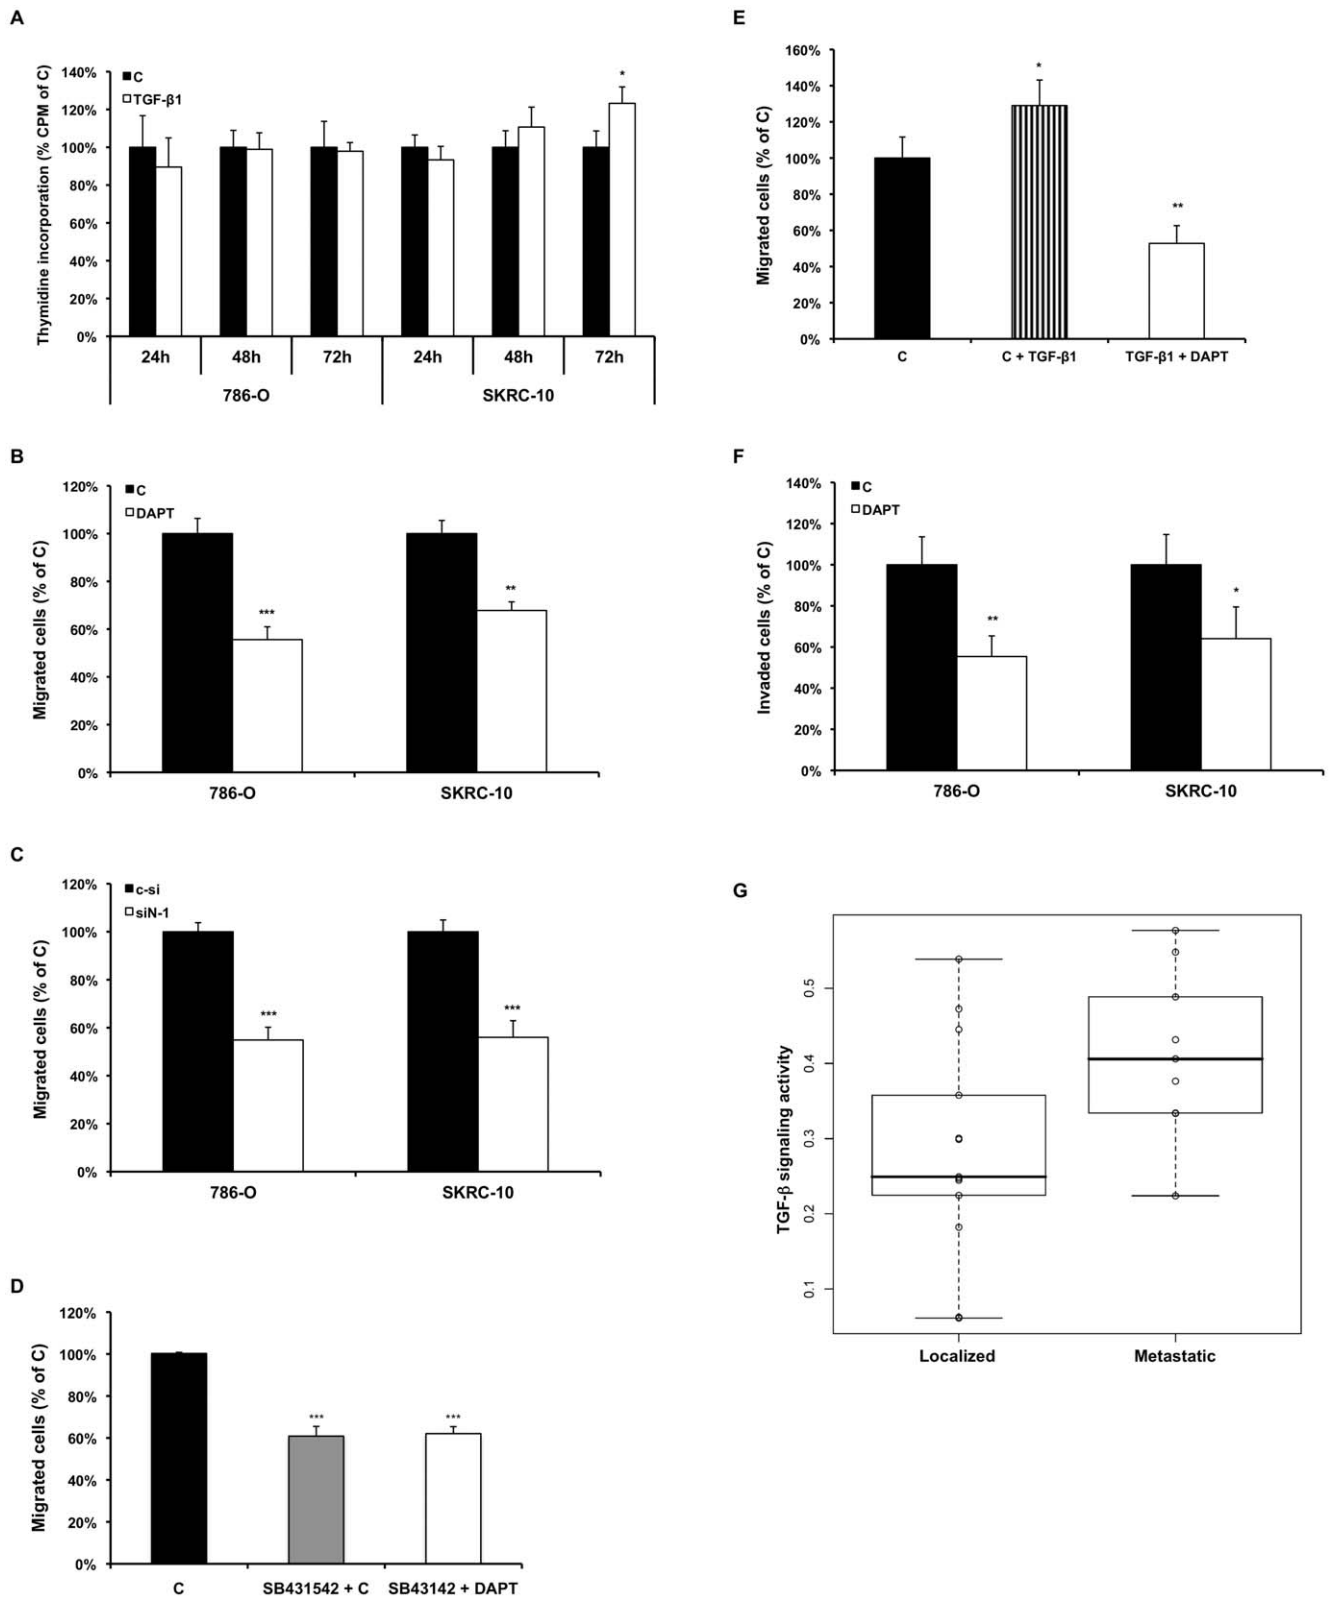 A
Thymidine incorporation (% CPM of C)
140%
120%
100%
80%
60%
40%
20%
0%
C
TGF-β1
*
24h 48h 72h 24h 48h 72h
786-O SKRC-10
B
Migrated cells (% of C)
120%
100%
80%
60%
40%
20%
0%
C
DAPT
***
**
786-O SKRC-10
C
Migrated cells (% of C)
120%
100%
80%
60%
40%
20%
0%
c-si
siN-1
***
***
786-O SKRC-10
D
Migrated cells (% of C)
120%
100%
80%
60%
40%
20%
0%
***
***
C SB431542 + C SB43142 + DAPT
E
Migrated cells (% of C)
160%
140%
120%
100%
80%
60%
40%
20%
0%
*
**
C C + TGF-β1 TGF-β1 + DAPT
F
Invaded cells (% of C)
140%
120%
100%
80%
60%
40%
20%
0%
C
DAPT
**
*
786-O SKRC-10
G
TGF-β signaling activity
0.5
0.4
0.3
0.2
0.1
Localized Metastatic